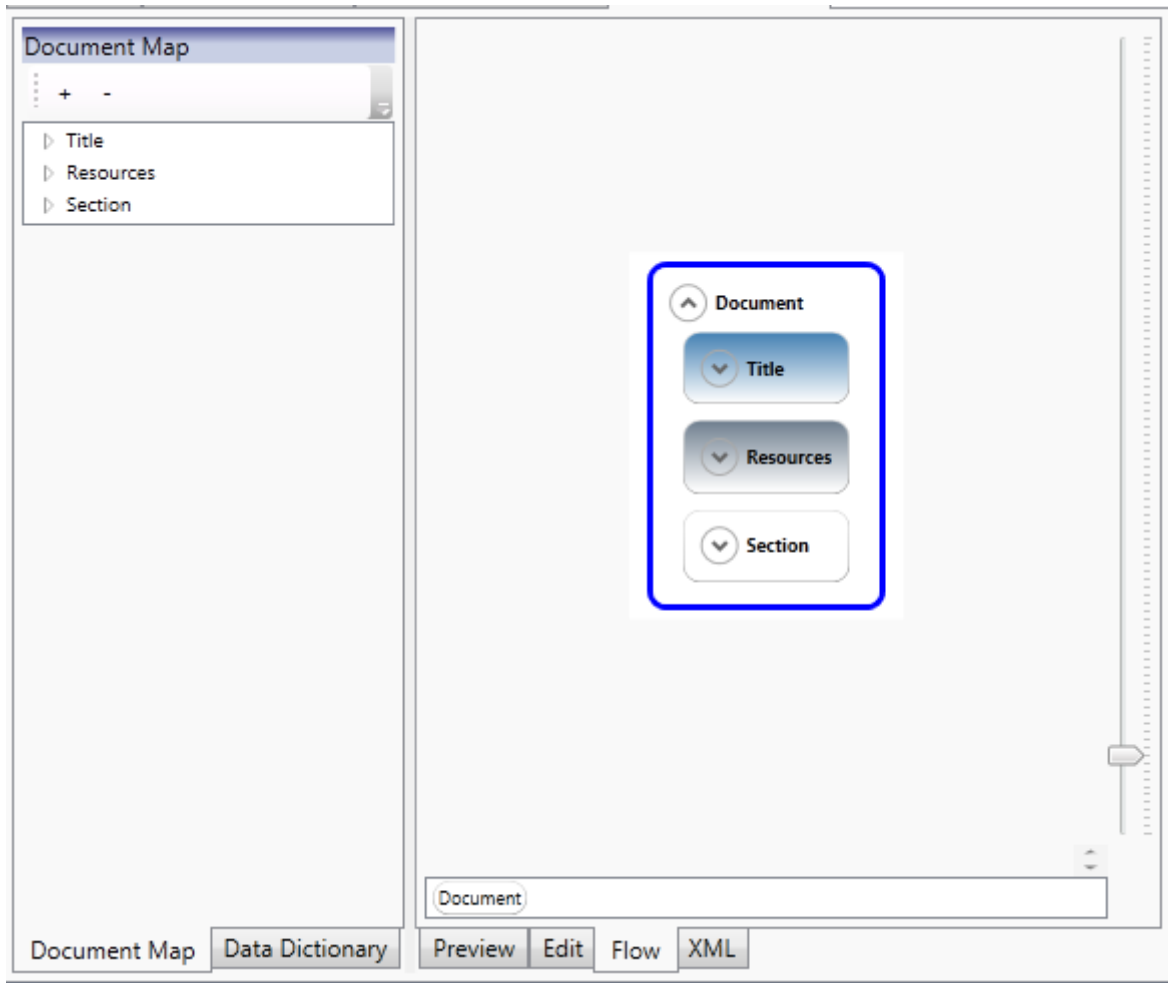 Document Map
+ -
Title
Resources
Section
Document Map
Data Dictionary
Document
Title
Resources
Section
Document
Preview
Edit
Flow
XML